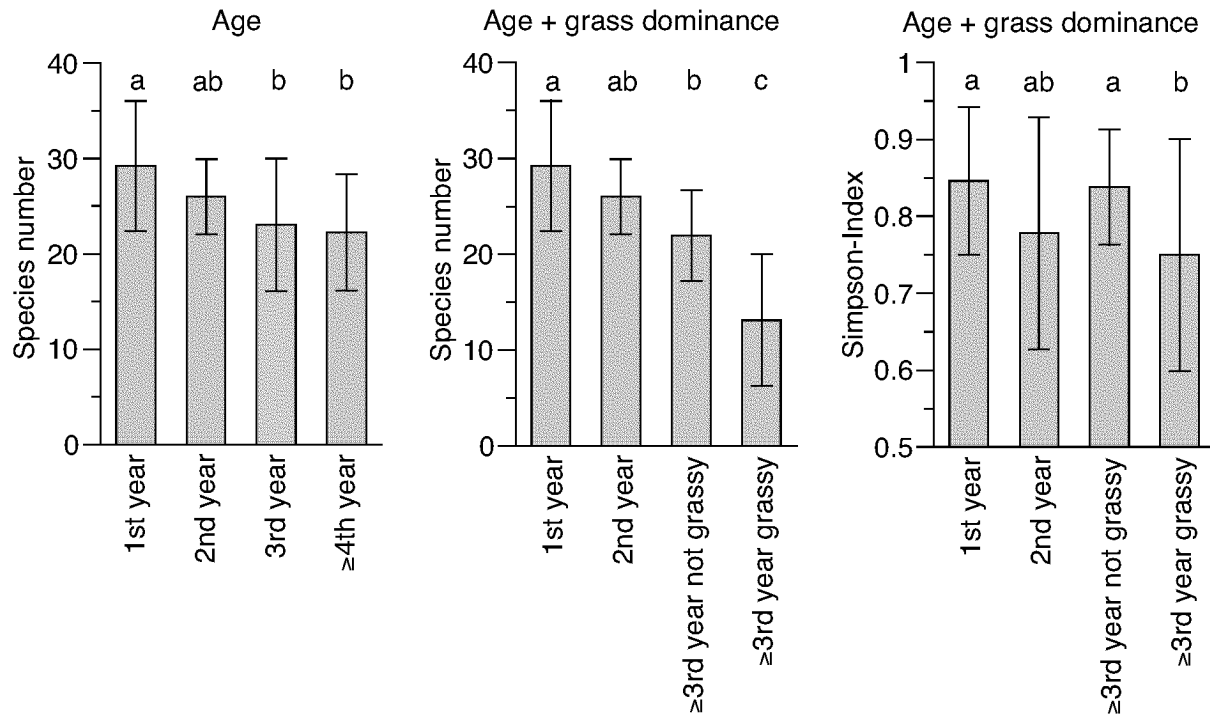 Age
Species number
40
30
20
10
0
a ab b b
1st year
2nd year
3rd year
≥4th year
Age + grass dominance
Species number
40
30
20
10
0
a ab b c
1st year
2nd year
≥3rd year not grassy
≥3rd year grassy
Age + grass dominance
Simpson-Index
1
0.9
0.8
0.7
0.6
0.5
a ab a b
1st year
2nd year
≥3rd year not grassy
≥3rd year grassy